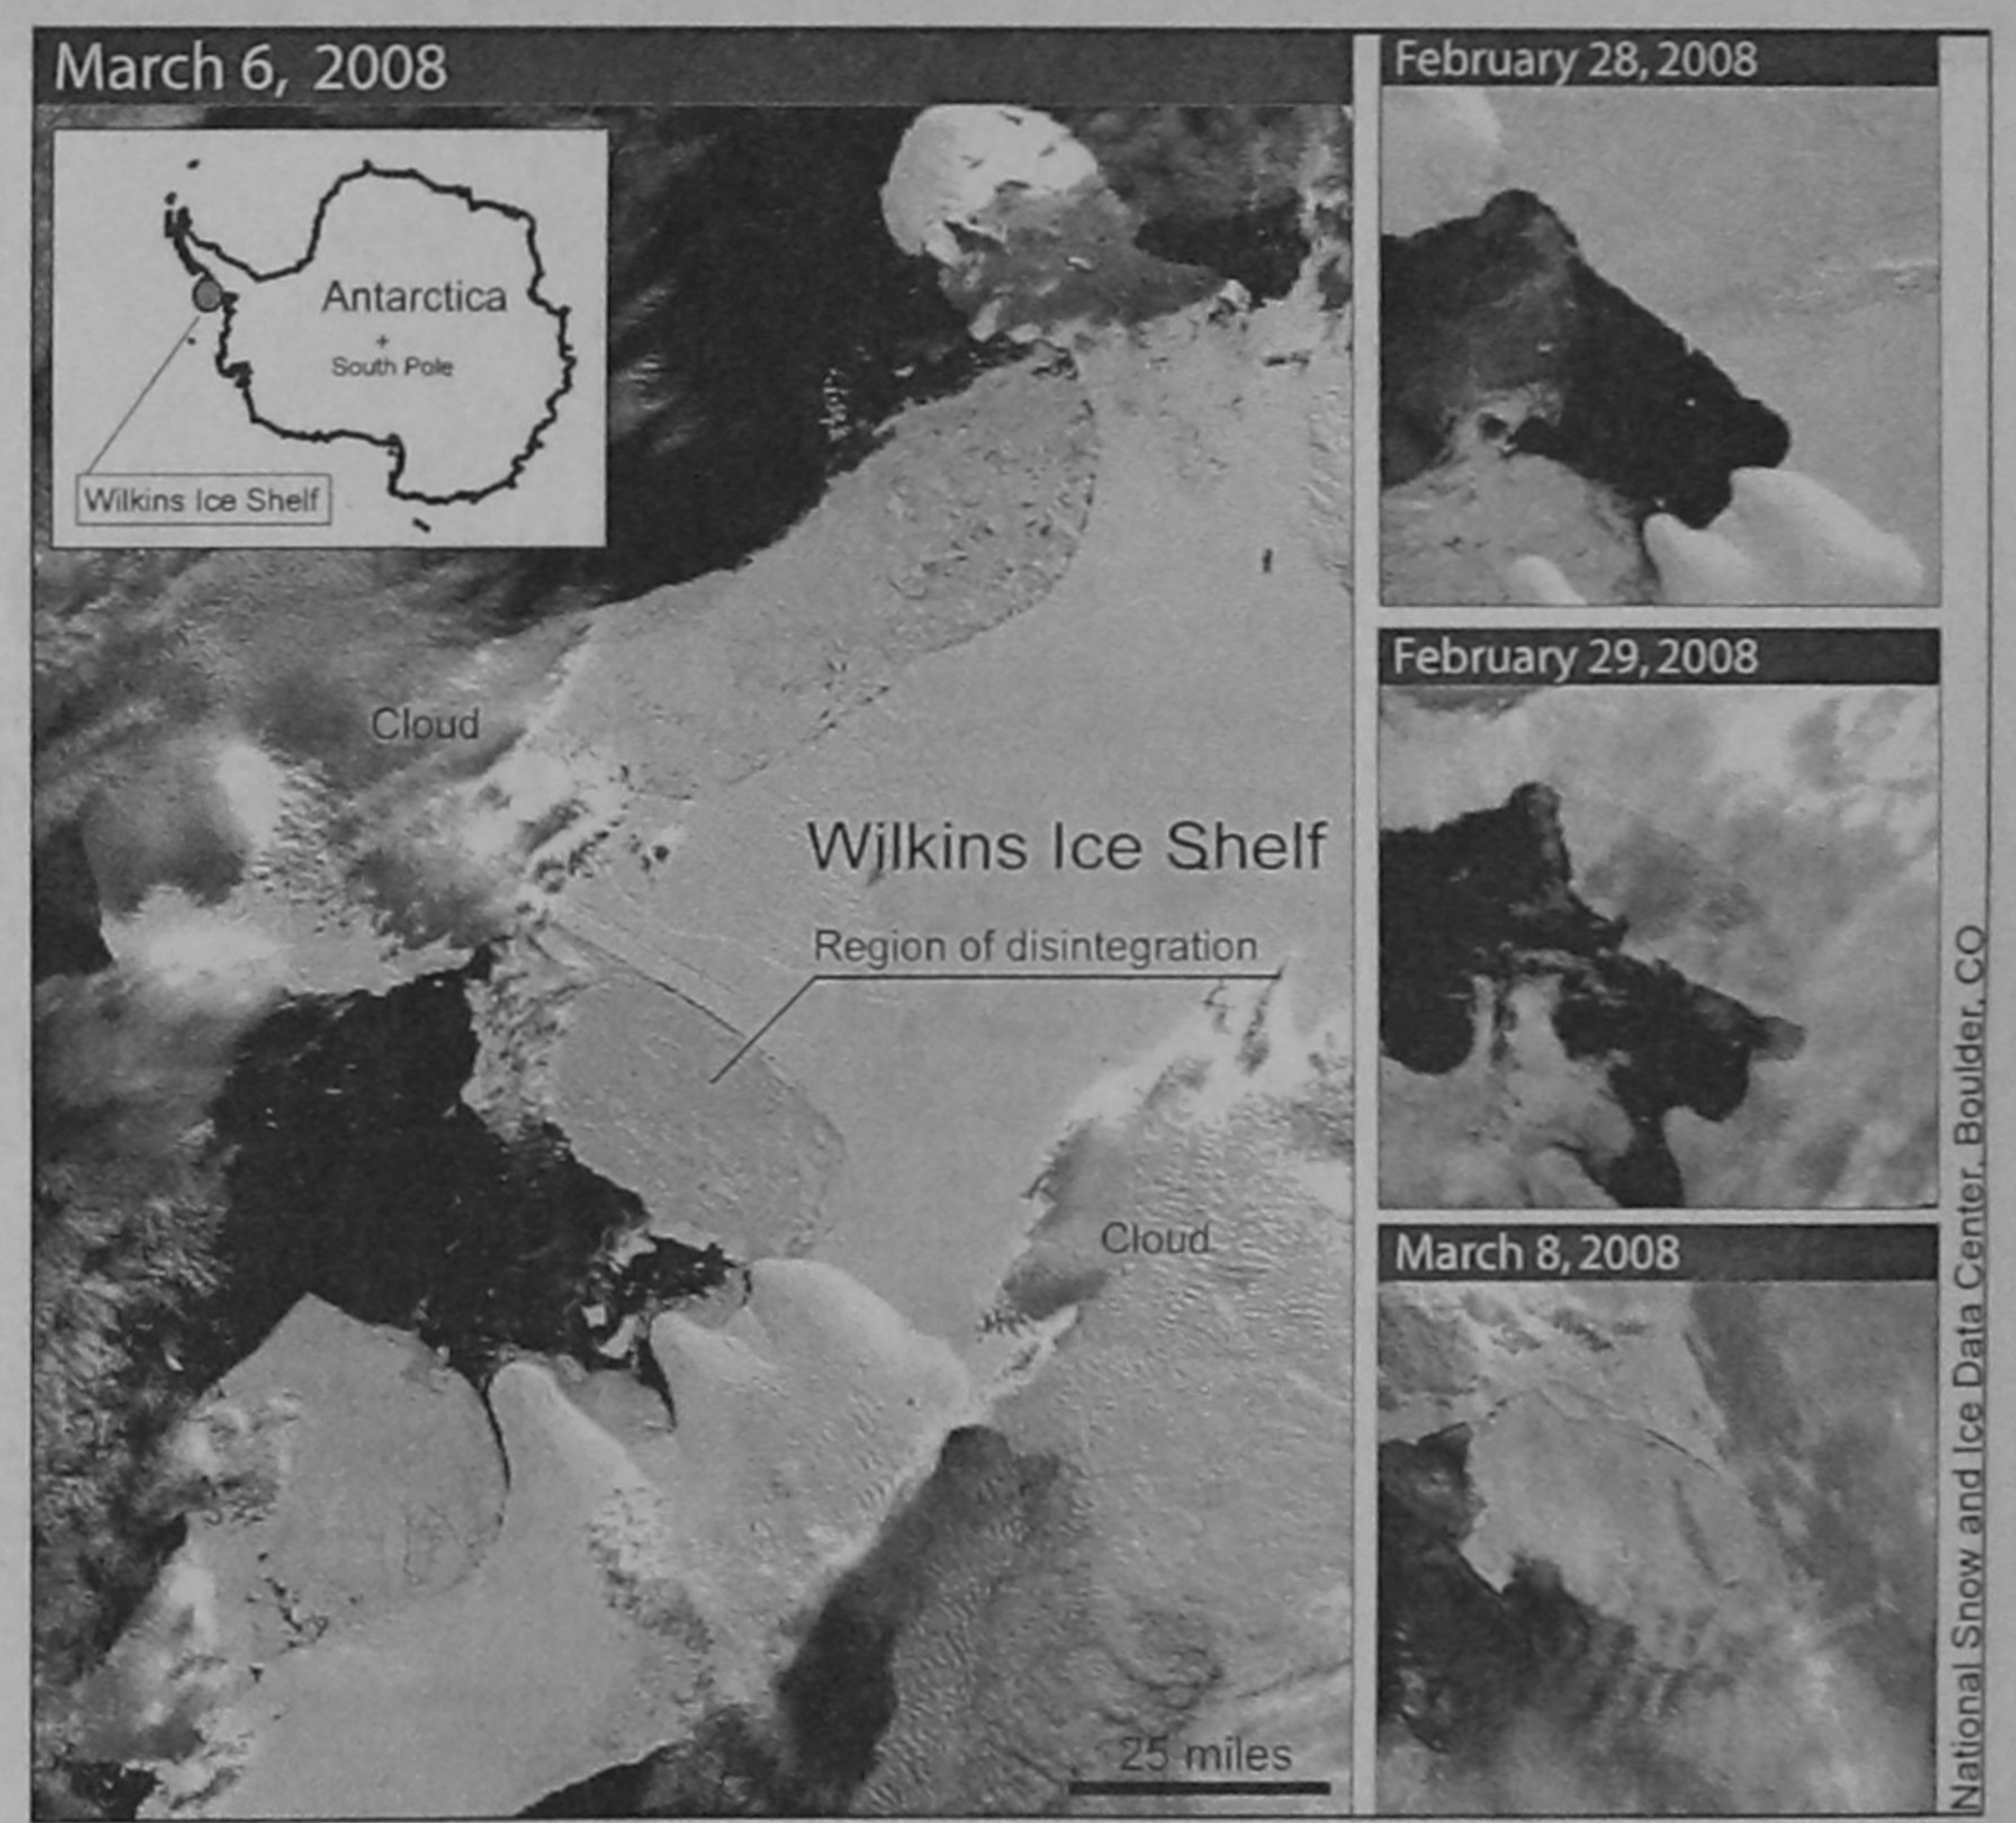 March 6, 2008
Antarctica
+
South Pole
Wilkins Ice Shelf
Cloud
Wilkins Ice Shelf
Region of disintegration
Cloud
25 miles
February 28, 2008
February 29, 2008
March 8, 2008
National Snow and Ice Data Center, Boulder, CO